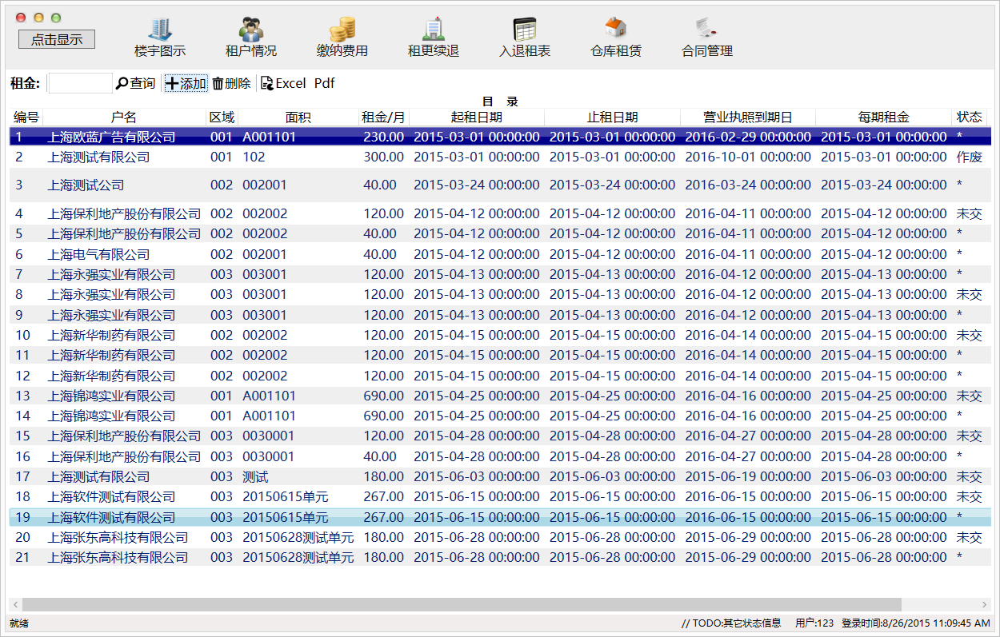 点击显示
楼宇图示 租户情况 缴纳费用 租更续退 入退租表 仓库租赁 合同管理
租金: 查询 添加 删除 Excel Pdf
目 录
编号 户名 区域 面积 租金/月 起租日期 止租日期 营业执照到期日 每期租金 状态
1 上海欧蓝广告有限公司 001 A001101 230.00 2015-03-01 00:00:00 2015-03-01 00:00:00 2016-02-29 00:00:00 2015-03-01 00:00:00 *
2 上海测试有限公司 001 102 300.00 2015-03-01 00:00:00 2015-03-01 00:00:00 2016-10-01 00:00:00 2015-03-01 00:00:00 作废
3 上海测试公司 002 002001 40.00 2015-03-24 00:00:00 2015-03-24 00:00:00 2016-03-24 00:00:00 2015-03-24 00:00:00 *
4 上海保利地产股份有限公司 002 002002 120.00 2015-04-12 00:00:00 2015-04-12 00:00:00 2016-04-11 00:00:00 2015-04-12 00:00:00 未交
5 上海保利地产股份有限公司 002 002002 40.00 2015-04-12 00:00:00 2015-04-12 00:00:00 2016-04-11 00:00:00 2015-04-12 00:00:00 *
6 上海电气有限公司 002 002001 40.00 2015-04-12 00:00:00 2015-04-12 00:00:00 2016-04-11 00:00:00 2015-04-12 00:00:00 *
7 上海永强实业有限公司 003 003001 120.00 2015-04-13 00:00:00 2015-04-13 00:00:00 2016-04-12 00:00:00 2015-04-13 00:00:00 *
8 上海永强实业有限公司 003 003001 120.00 2015-04-13 00:00:00 2015-04-13 00:00:00 2016-04-12 00:00:00 2015-04-13 00:00:00 未交
9 上海永强实业有限公司 003 003001 120.00 2015-04-13 00:00:00 2015-04-13 00:00:00 2016-04-12 00:00:00 2015-04-13 00:00:00 *
10 上海新华制药有限公司 002 002002 120.00 2015-04-15 00:00:00 2015-04-15 00:00:00 2016-04-14 00:00:00 2015-04-15 00:00:00 未交
11 上海新华制药有限公司 002 002002 120.00 2015-04-15 00:00:00 2015-04-15 00:00:00 2016-04-14 00:00:00 2015-04-15 00:00:00 *
12 上海新华制药有限公司 002 002002 120.00 2015-04-15 00:00:00 2015-04-15 00:00:00 2016-04-14 00:00:00 2015-04-15 00:00:00 *
13 上海锦鸿实业有限公司 001 A001101 690.00 2015-04-25 00:00:00 2015-04-25 00:00:00 2016-04-16 00:00:00 2015-04-25 00:00:00 未交
14 上海锦鸿实业有限公司 001 A001101 690.00 2015-04-25 00:00:00 2015-04-25 00:00:00 2016-04-16 00:00:00 2015-04-25 00:00:00 *
15 上海保利地产股份有限公司 003 0030001 120.00 2015-04-28 00:00:00 2015-04-28 00:00:00 2016-04-27 00:00:00 2015-04-28 00:00:00 未交
16 上海保利地产股份有限公司 003 0030001 40.00 2015-04-28 00:00:00 2015-04-28 00:00:00 2016-04-27 00:00:00 2015-04-28 00:00:00 *
17 上海测试有限公司 003 测试 180.00 2015-06-03 00:00:00 2015-06-03 00:00:00 2015-06-19 00:00:00 2015-06-03 00:00:00 未交
18 上海软件测试有限公司 003 20150615单元 267.00 2015-06-15 00:00:00 2015-06-15 00:00:00 2016-06-15 00:00:00 2015-06-15 00:00:00 未交
19 上海软件测试有限公司 003 20150615单元 267.00 2015-06-15 00:00:00 2015-06-15 00:00:00 2016-06-15 00:00:00 2015-06-15 00:00:00 *
20 上海张东高科技有限公司 003 20150628测试单元 180.00 2015-06-28 00:00:00 2015-06-28 00:00:00 2015-06-29 00:00:00 2015-06-28 00:00:00 未交
21 上海张东高科技有限公司 003 20150628测试单元 180.00 2015-06-28 00:00:00 2015-06-28 00:00:00 2015-06-29 00:00:00 2015-06-28 00:00:00 *
就绪 // TODO:其它状态信息 用户:123 登录时间:8/26/2015 11:09:45 AM